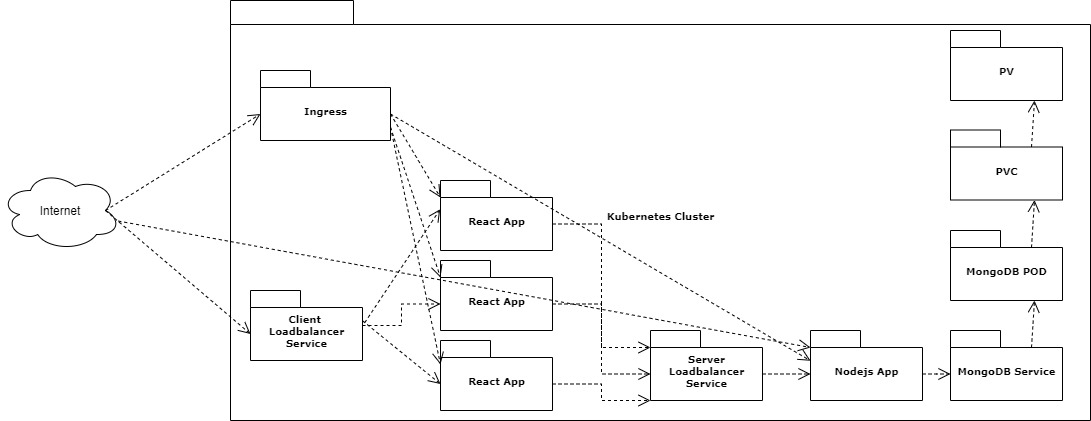 PV
Ingress
PVC
Internet
React App
Kubernetes Cluster
MongoDB POD
React App
Client
Loadbalancer
Service
React App
Server
Loadbalancer
Service
Nodejs App
MongoDB Service